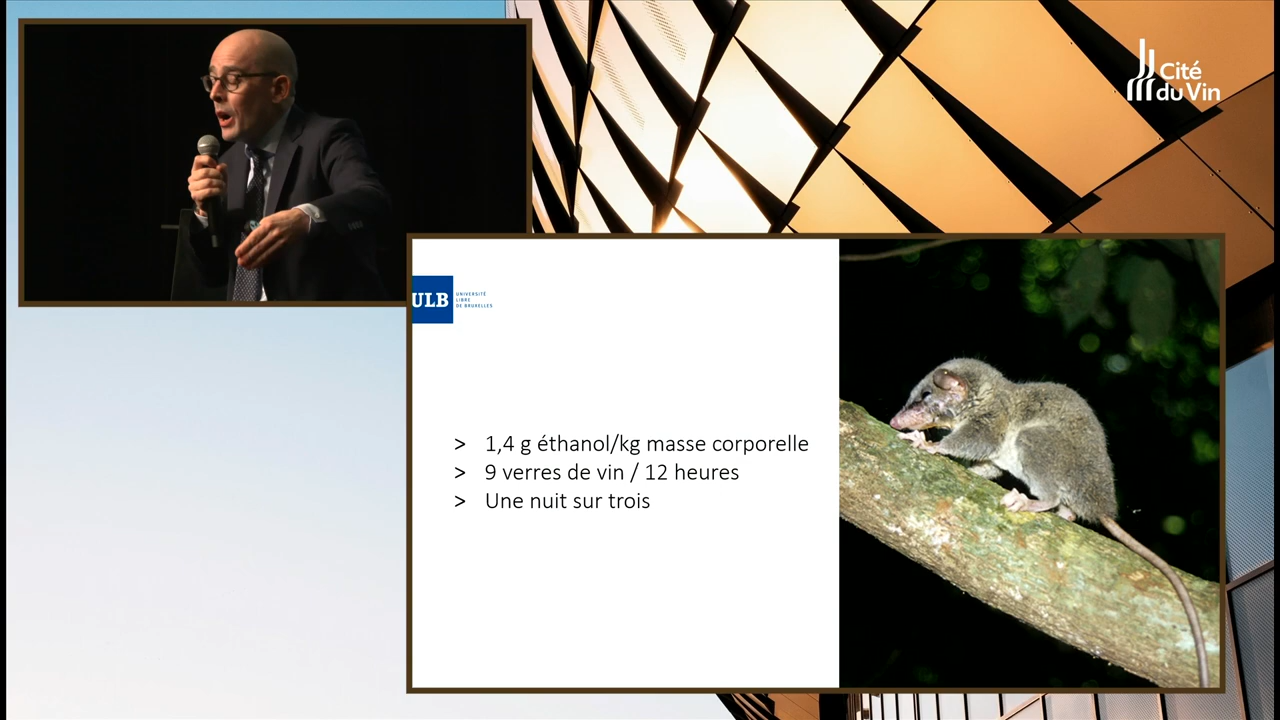 Cité
du Vin
ULB
UNIVERSITÉ
LIBRE
DE BRUXELLES
> 1,4 g éthanol/kg masse corporelle
> 9 verres de vin / 12 heures
> Une nuit sur trois